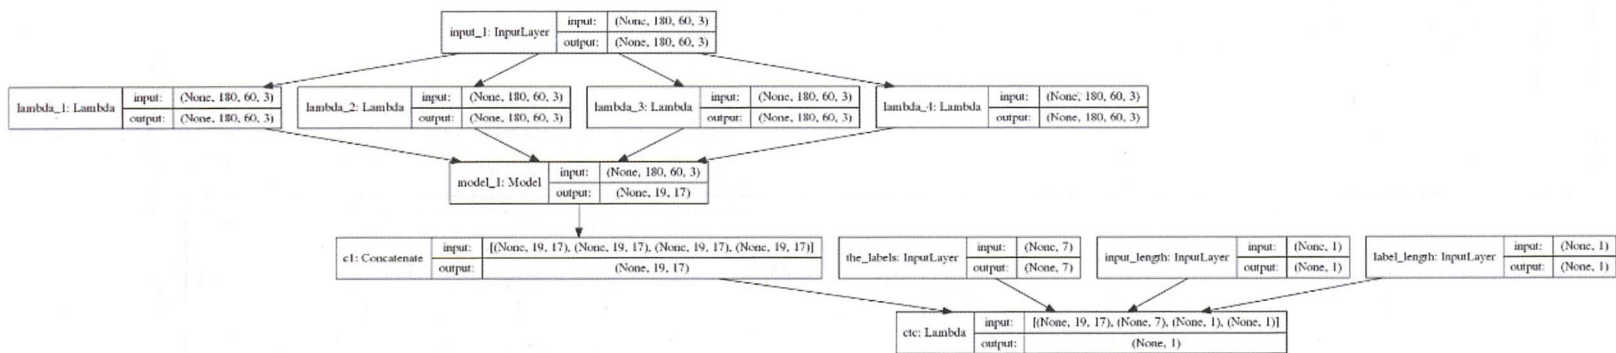 input_1: InputLayer input: (None, 180, 60, 3)
output: (None, 180, 60, 3)
lambda_1: Lambda input: (None, 180, 60, 3)
output: (None, 180, 60, 3)
lambda_2: Lambda input: (None, 180, 60, 3)
output: (None, 180, 60, 3)
lambda_3: Lambda input: (None, 180, 60, 3)
output: (None, 180, 60, 3)
lambda_4: Lambda input: (None, 180, 60, 3)
output: (None, 180, 60, 3)
model_1: Model input: (None, 180, 60, 3)
output: (None, 19, 17)
c1: Concatenate input: [(None, 19, 17), (None, 19, 17), (None, 19, 17), (None, 19, 17)]
output: (None, 19, 17)
the_labels: InputLayer input: (None, 7)
output: (None, 7)
input_length: InputLayer input: (None, 1)
output: (None, 1)
label_length: InputLayer input: (None, 1)
output: (None, 1)
ctc: Lambda input: [(None, 19, 17), (None, 7), (None, 1), (None, 1)]
output: (None, 1)